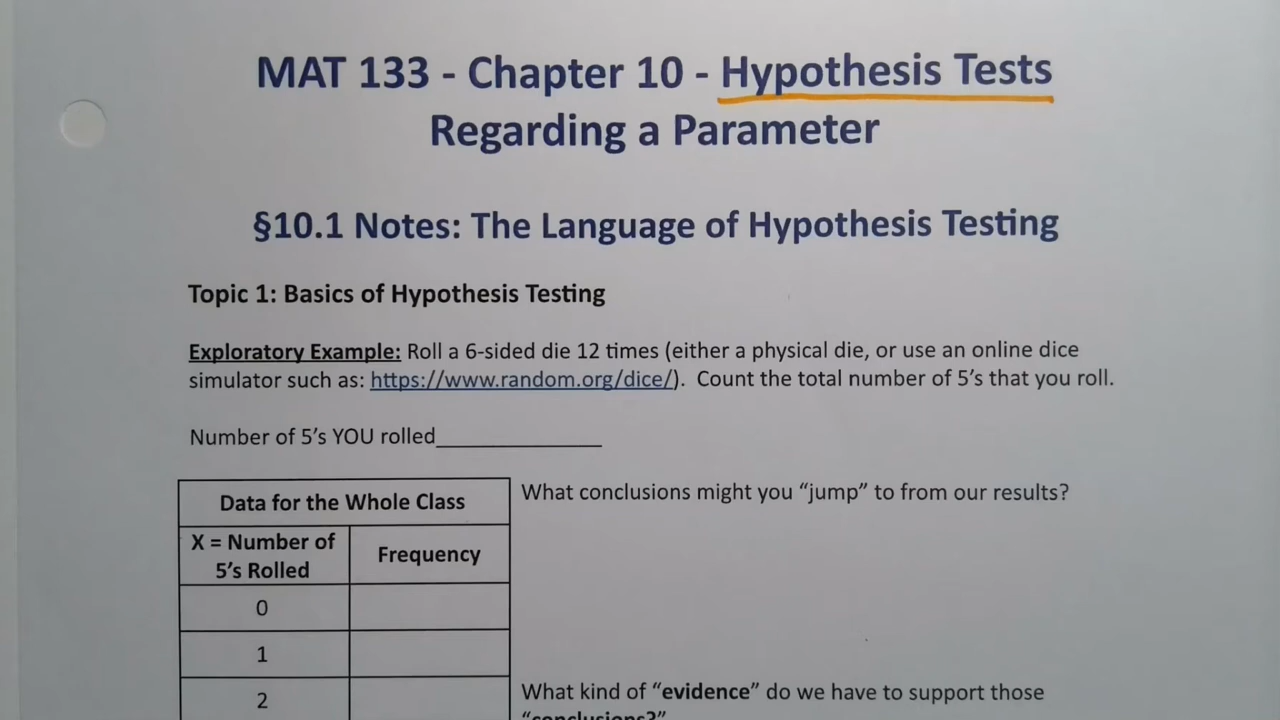 MAT 133 - Chapter 10 - Hypothesis Tests
Regarding a Parameter
§10.1 Notes: The Language of Hypothesis Testing
Topic 1: Basics of Hypothesis Testing
Exploratory Example: Roll a 6-sided die 12 times (either a physical die, or use an online dice
simulator such as: https://www.random.org/dice/).  Count the total number of 5’s that you roll.
Number of 5’s YOU rolled______________
Data for the Whole Class
X = Number of
5’s Rolled
Frequency
0
1
2
What conclusions might you “jump” to from our results?
What kind of “evidence” do we have to support those
“conclusions?”